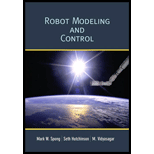 ROBOT MODELING
AND
CONTROL
Mark W. Spong | Seth Hutchinson | M. Vidyasagar